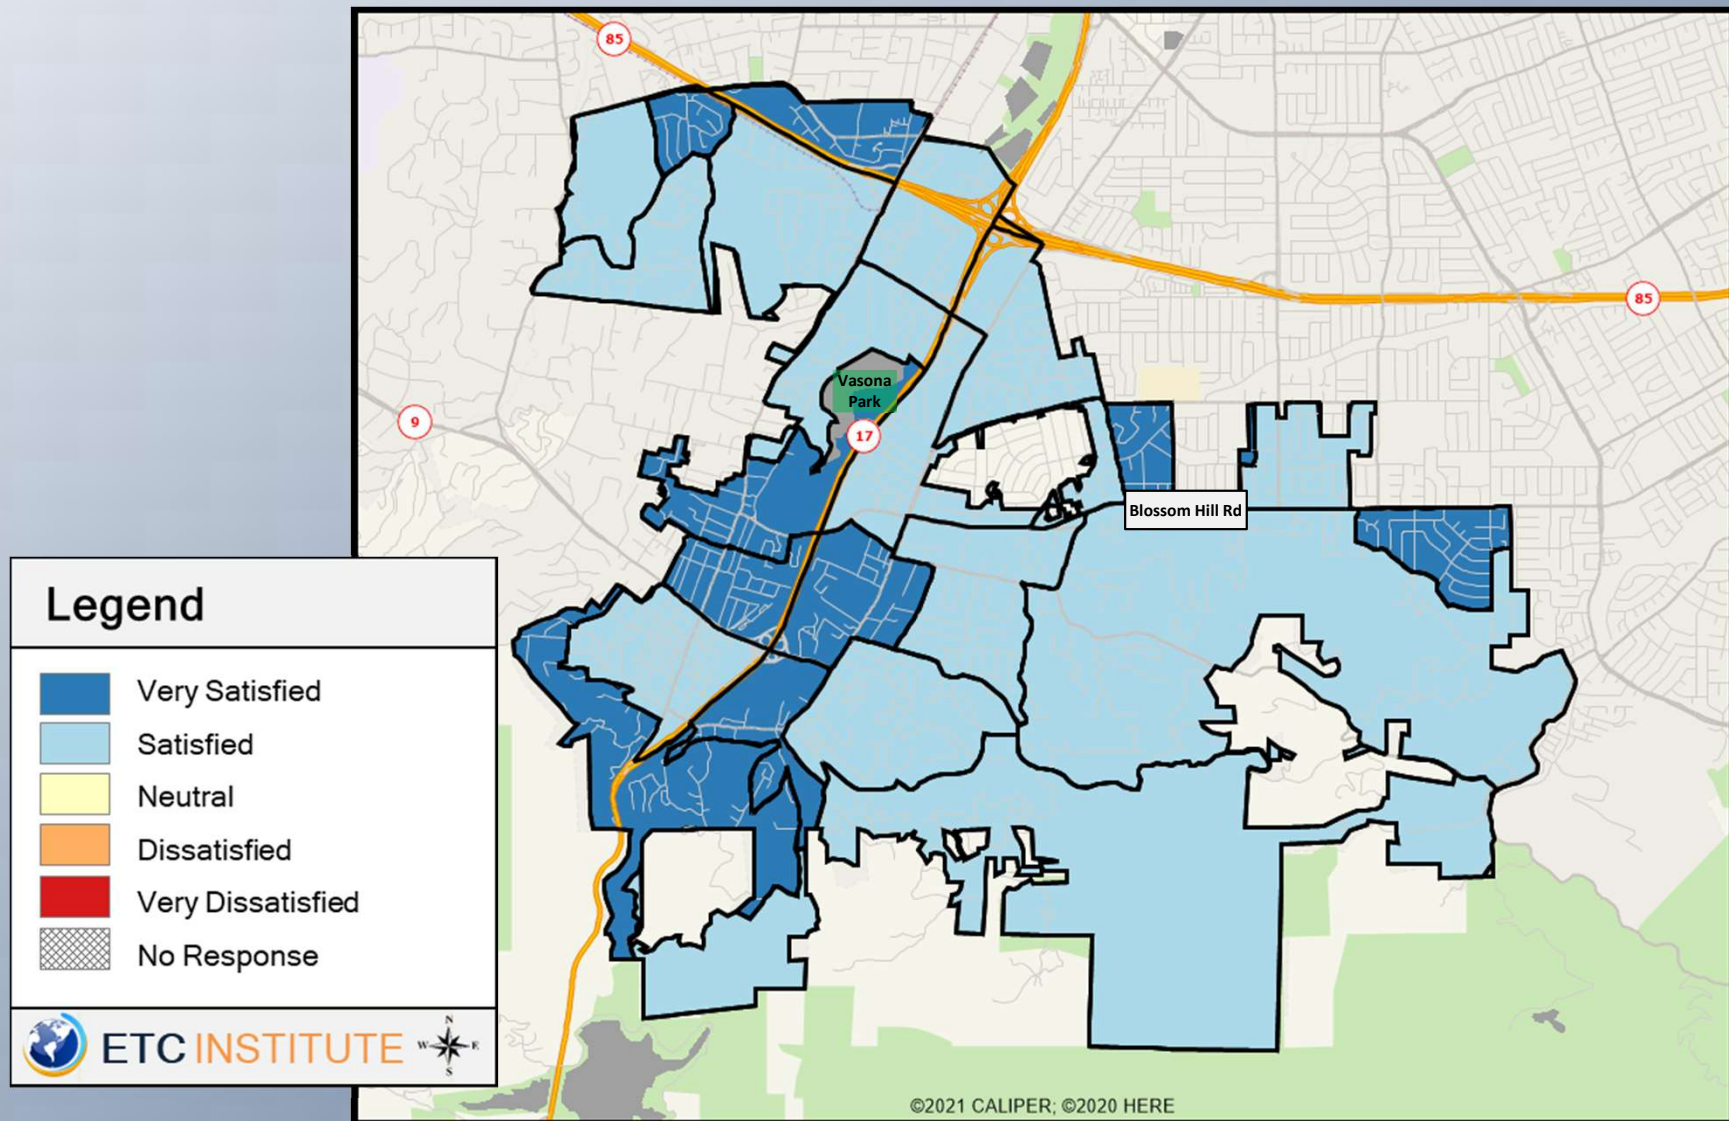 85
85
9
Vasona
Park
17
Blossom Hill Rd
Legend
Very Satisfied
Satisfied
Neutral
Dissatisfied
Very Dissatisfied
No Response
ETC INSTITUTE
N
W E
S
©2021 CALIPER; ©2020 HERE